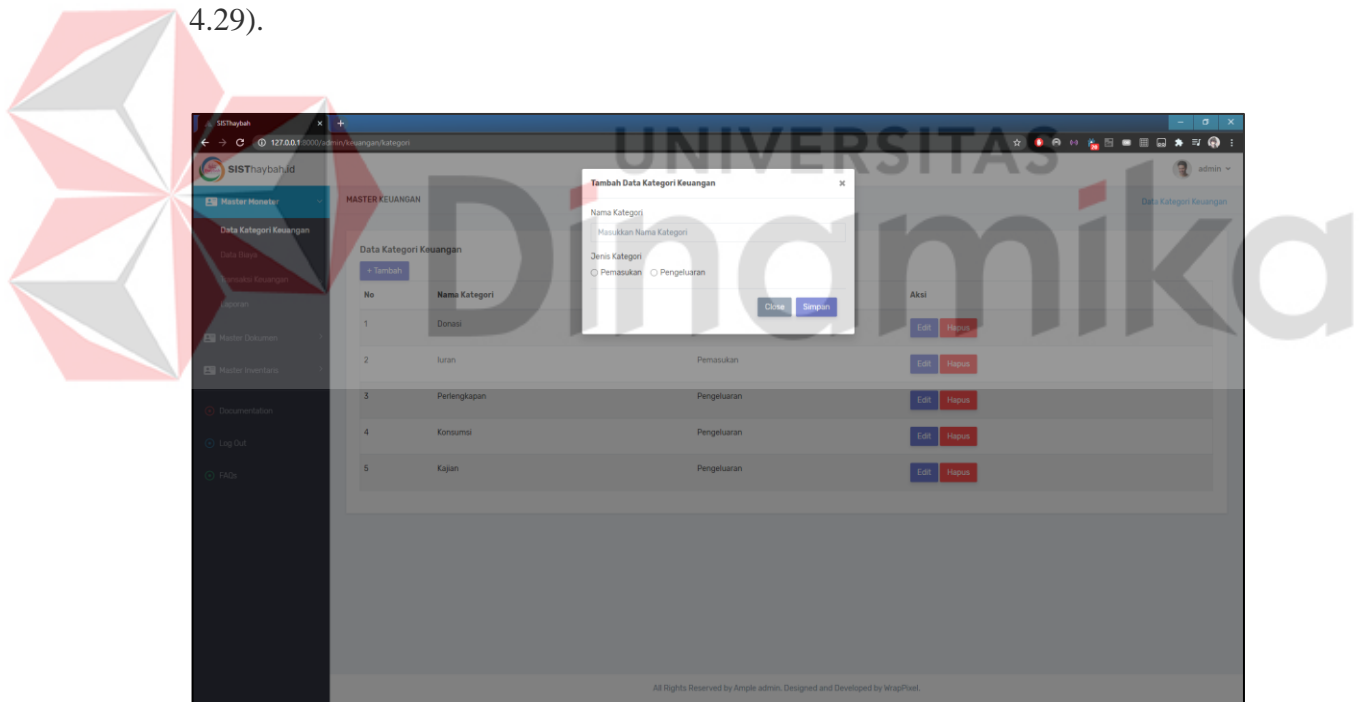 4.29).
UNIVERSITAS
Dinamika
SISThaybah
127.0.0.1:8000/admin/keuangan/kategori
SISThaybah.id
admin
Master Moneter
Data Kategori Keuangan
Data Biaya
Transaksi Keuangan
Laporan
Master Dokumen
Master Inventaris
Documentation
Log Out
FAQs
MASTER KEUANGAN
Data Kategori Keuangan
Data Kategori Keuangan
+ Tambah
No Nama Kategori Aksi
1 Donasi Edit Hapus
2 Iuran Pemasukan Edit Hapus
3 Perlengkapan Pengeluaran Edit Hapus
4 Konsumsi Pengeluaran Edit Hapus
5 Kajian Pengeluaran Edit Hapus
Tambah Data Kategori Keuangan
Nama Kategori
Masukkan Nama Kategori
Jenis Kategori
Pemasukan Pengeluaran
Close Simpan
All Rights Reserved by Ample admin. Designed and Developed by WrapPixel.